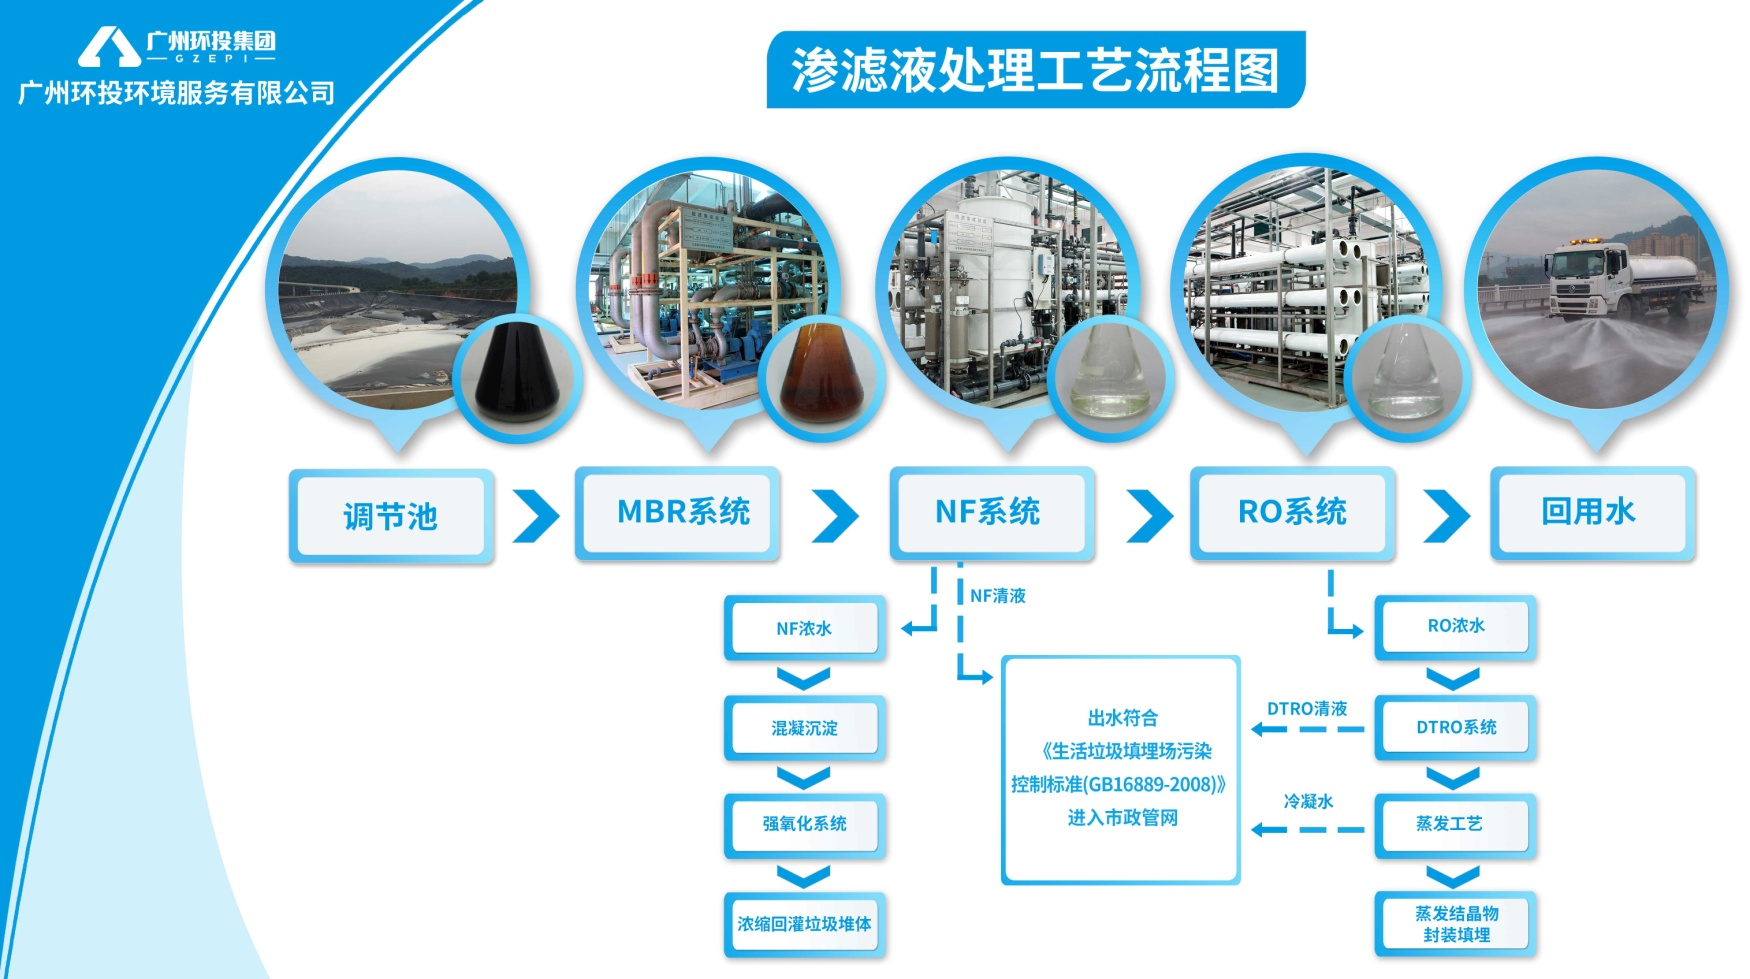 广州环投集团
GZEPI
广州环投环境服务有限公司
渗滤液处理工艺流程图
调节池
MBR系统
NF系统
RO系统
回用水
NF清液
NF浓水
混凝沉淀
强氧化系统
浓缩回灌垃圾堆体
出水符合
《生活垃圾填埋场污染
控制标准(GB16889-2008)》
进入市政管网
RO浓水
DTRO清液
DTRO系统
冷凝水
蒸发工艺
蒸发结晶物
封装填埋